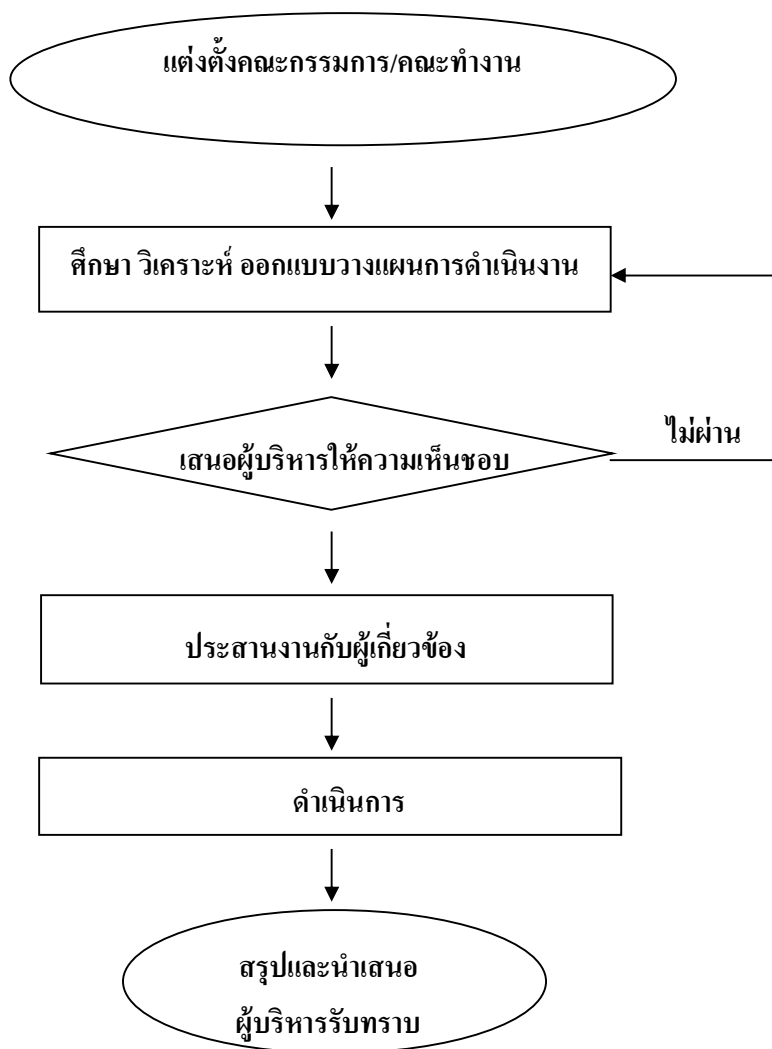 แต่งตั้งคณะกรรมการ/คณะทำงาน
ศึกษา วิเคราะห์ ออกแบบวางแผนการดำเนินงาน
ไม่ผ่าน
เสนอผู้บริหารให้ความเห็นชอบ
ประสานงานกับผู้เกี่ยวข้อง
ดำเนินการ
สรุปและนำเสนอ
ผู้บริหารรับทราบ